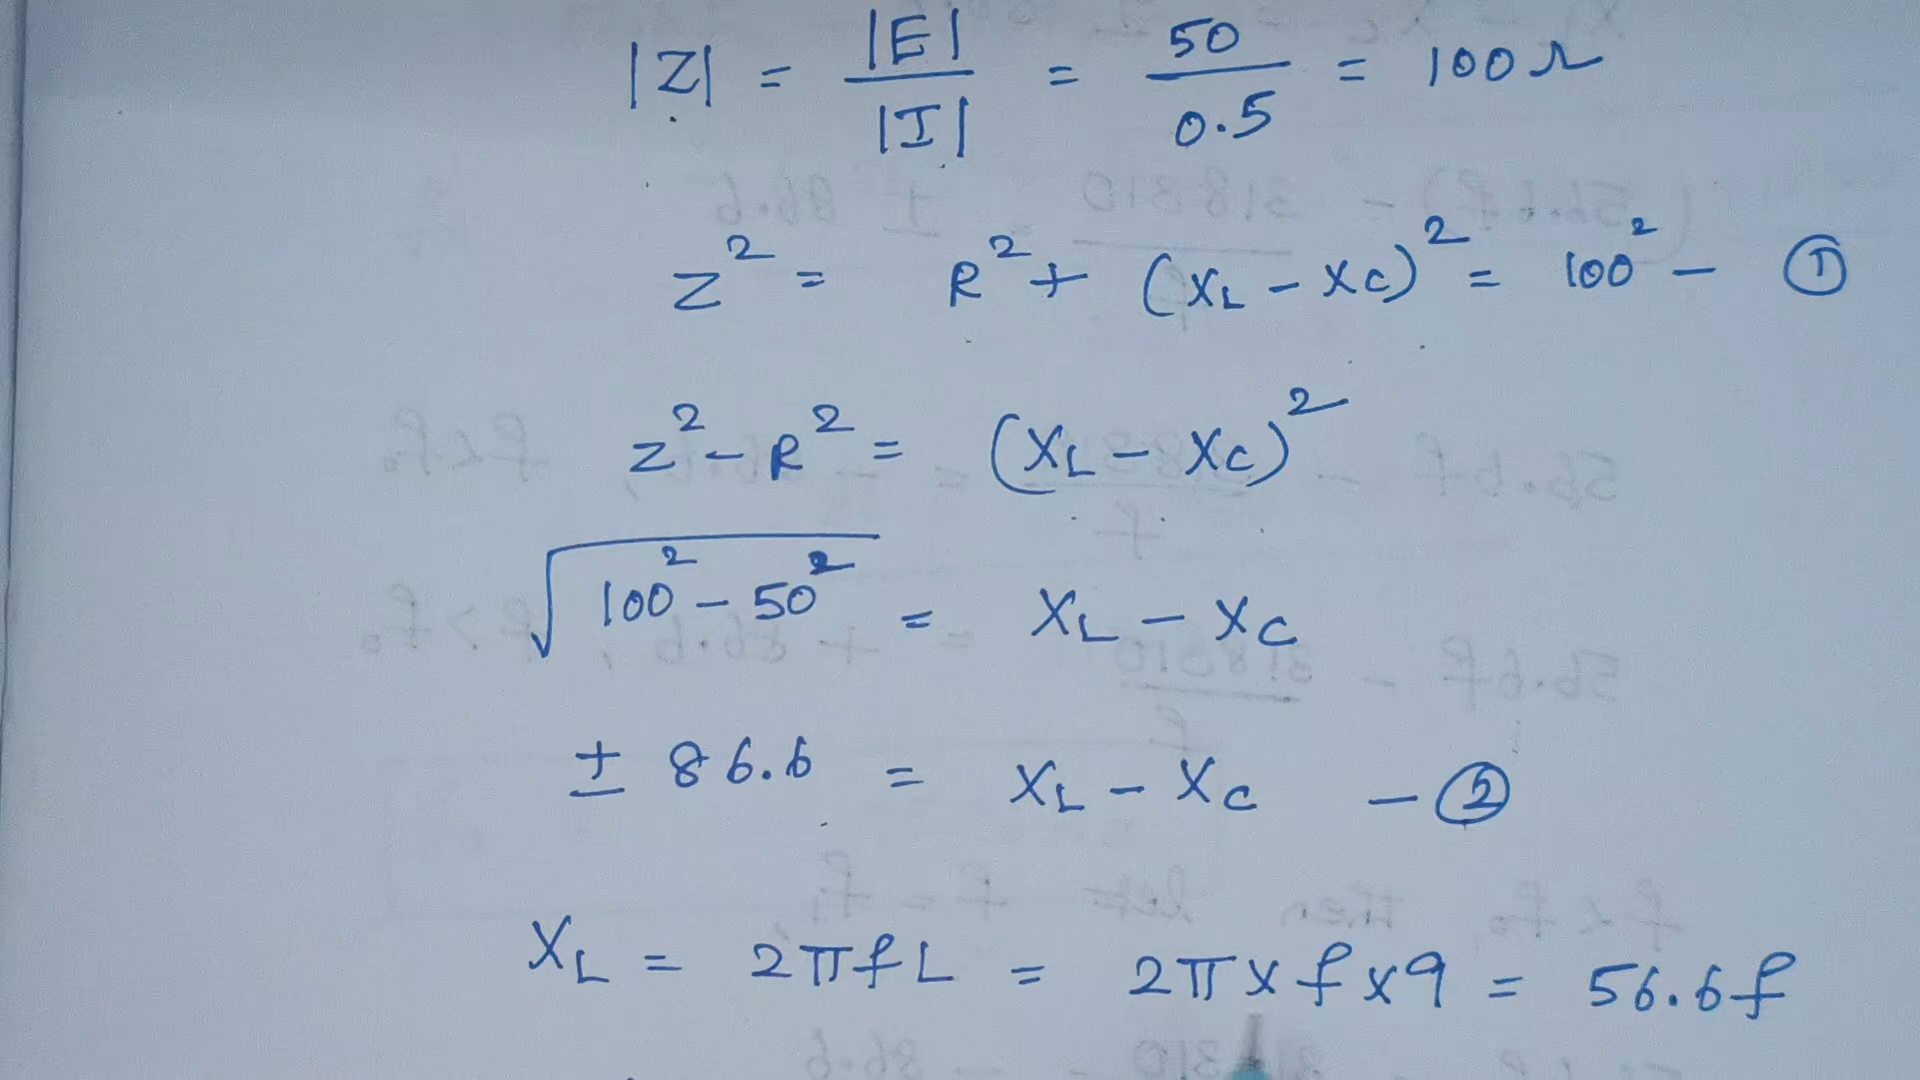 |Z| = |E| / |I| = 50 / 0.5 = 100 Ω
Z² = R² + (XL - XC)² = 100² - ①
Z² - R² = (XL - XC)²
√(100² - 50²) = XL - XC
± 86.6 = XL - XC - ②
XL = 2πfL = 2π x f x 9 = 56.6f